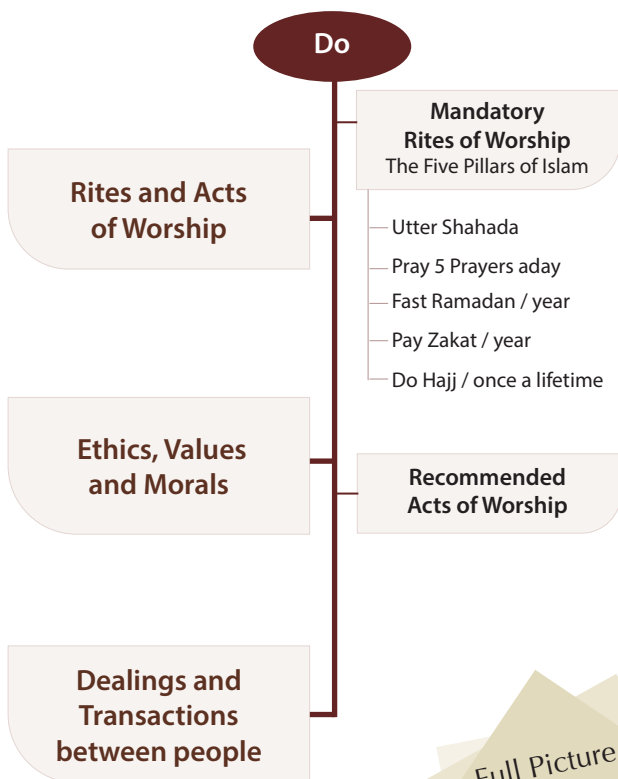 Do
Mandatory
Rites of Worship
The Five Pillars of Islam
Rites and Acts
of Worship
Utter Shahada
Pray 5 Prayers aday
Fast Ramadan / year
Pay Zakat / year
Do Hajj / once a lifetime
Ethics, Values
and Morals
Recommended
Acts of Worship
Dealings and
Transactions
between people
Full Picture